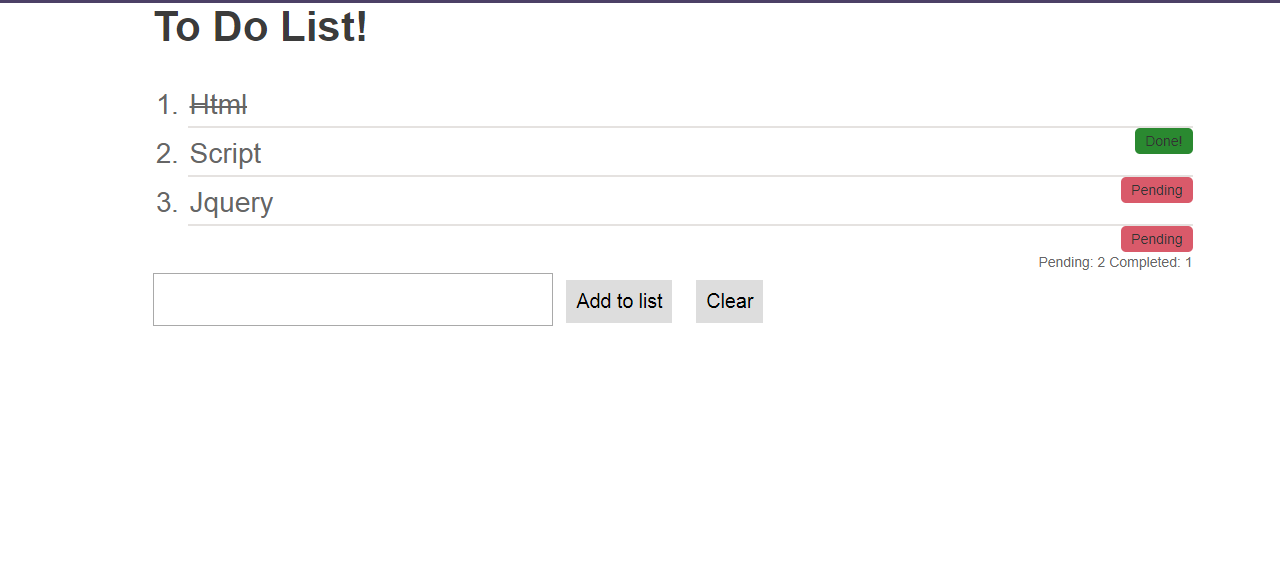 To Do List!
1. Html
Done!
2. Script
Pending
3. Jquery
Pending
Pending: 2 Completed: 1
Add to list Clear